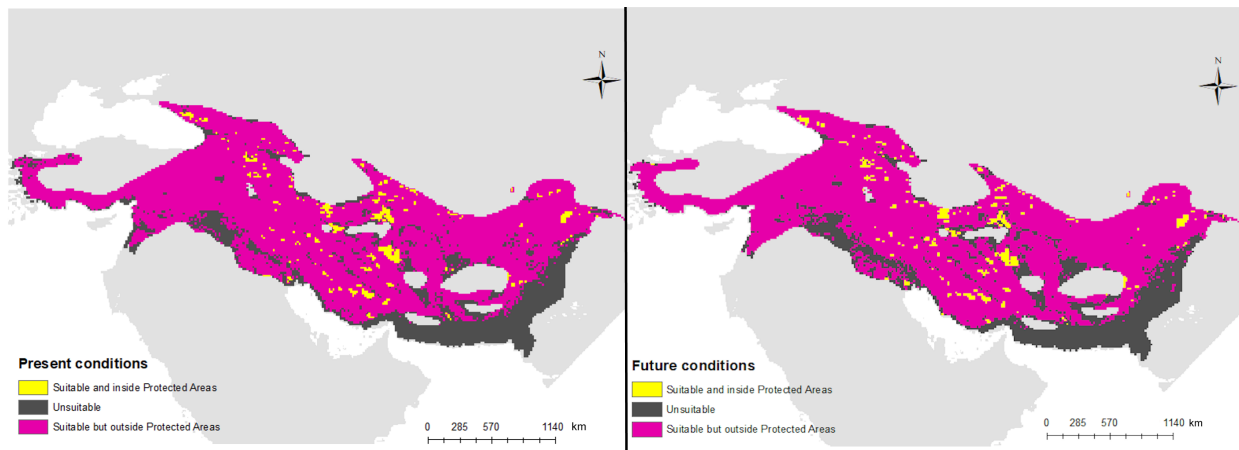 N
Present conditions
Suitable and inside Protected Areas
Unsuitable
Suitable but outside Protected Areas
0 285 570 1140 km
N
Future conditions
Suitable and inside Protected Areas
Unsuitable
Suitable but outside Protected Areas
0 285 570 1140 km